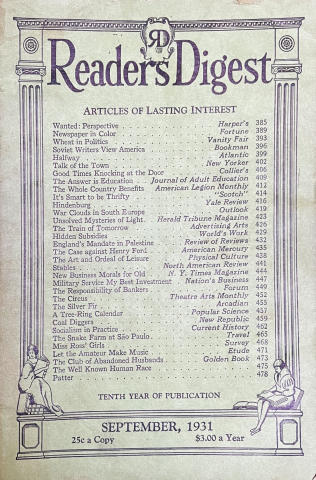 RD
Reader's Digest
ARTICLES OF LASTING INTEREST
Wanted: Perspective . . . . Harper's 385
Newspaper in Color . . . . Fortune 389
Wheat in Politics . . . . Vanity Fair 393
Soviet Writers View America . . . . Bookman 396
Halfway . . . . Atlantic 399
Talk of the Town . . . . New Yorker 402
Good Times Knocking at the Door . . . . Collier's 406
The Answer is Education . . Journal of Adult Education 409
The Whole Country Benefits . American Legion Monthly 412
It's Smart to be Thrifty . . . . "Scotch" 414
Hindenburg . . . . Yale Review 416
War Clouds in South Europe . . . . Outlook 419
Unsolved Mysteries of Light . Herald Tribune Magazine 423
The Train of Tomorrow . . . . Advertising Arts 426
Hidden Subsidies . . . . World's Work 429
England's Mandate in Palestine . Review of Reviews 432
The Case against Henry Ford . . American Mercury 435
The Art and Ordeal of Leisure . . Physical Culture 438
Stables . . . . North American Review 441
New Business Morals for Old . N. Y. Times Magazine 444
Military Service My Best Investment . Nation's Business 447
The Responsibility of Bankers . . . . Forum 449
The Circus . . . . Theatre Arts Monthly 452
The Silver Fir . . . . Arcadian 455
A Tree-Ring Calendar . . . . Popular Science 457
Coal Diggers . . . . New Republic 459
Socialism in Practice . . . . Current History 462
The Snake Farm at São Paulo . . . . Travel 465
Miss Ross' Girls . . . . Survey 468
Let the Amateur Make Music . . . . Etude 471
The Club of Abandoned Husbands . . Golden Book 473
The Well Known Human Race . . . . 475
Patter . . . . 478
TENTH YEAR OF PUBLICATION
SEPTEMBER, 1931
25c a Copy $3.00 a Year